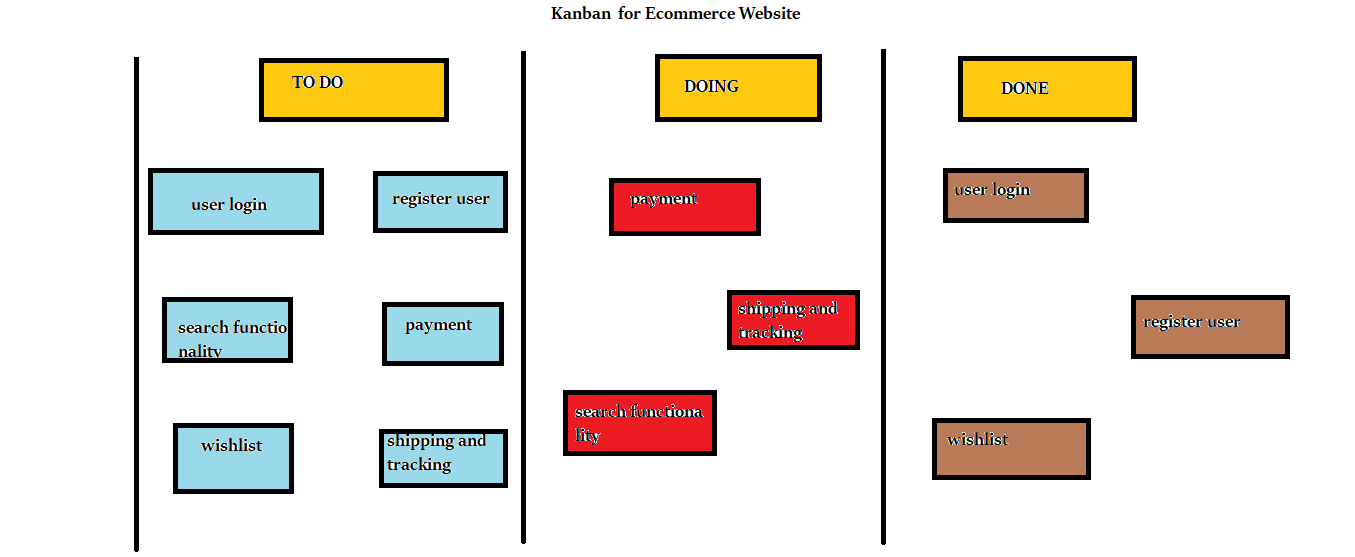 Kanban for Ecommerce Website
TO DO
user login
register user
search functio
nality
payment
wishlist
shipping and
tracking
DOING
payment
shipping and
tracking
search functiona
lity
DONE
user login
register user
wishlist